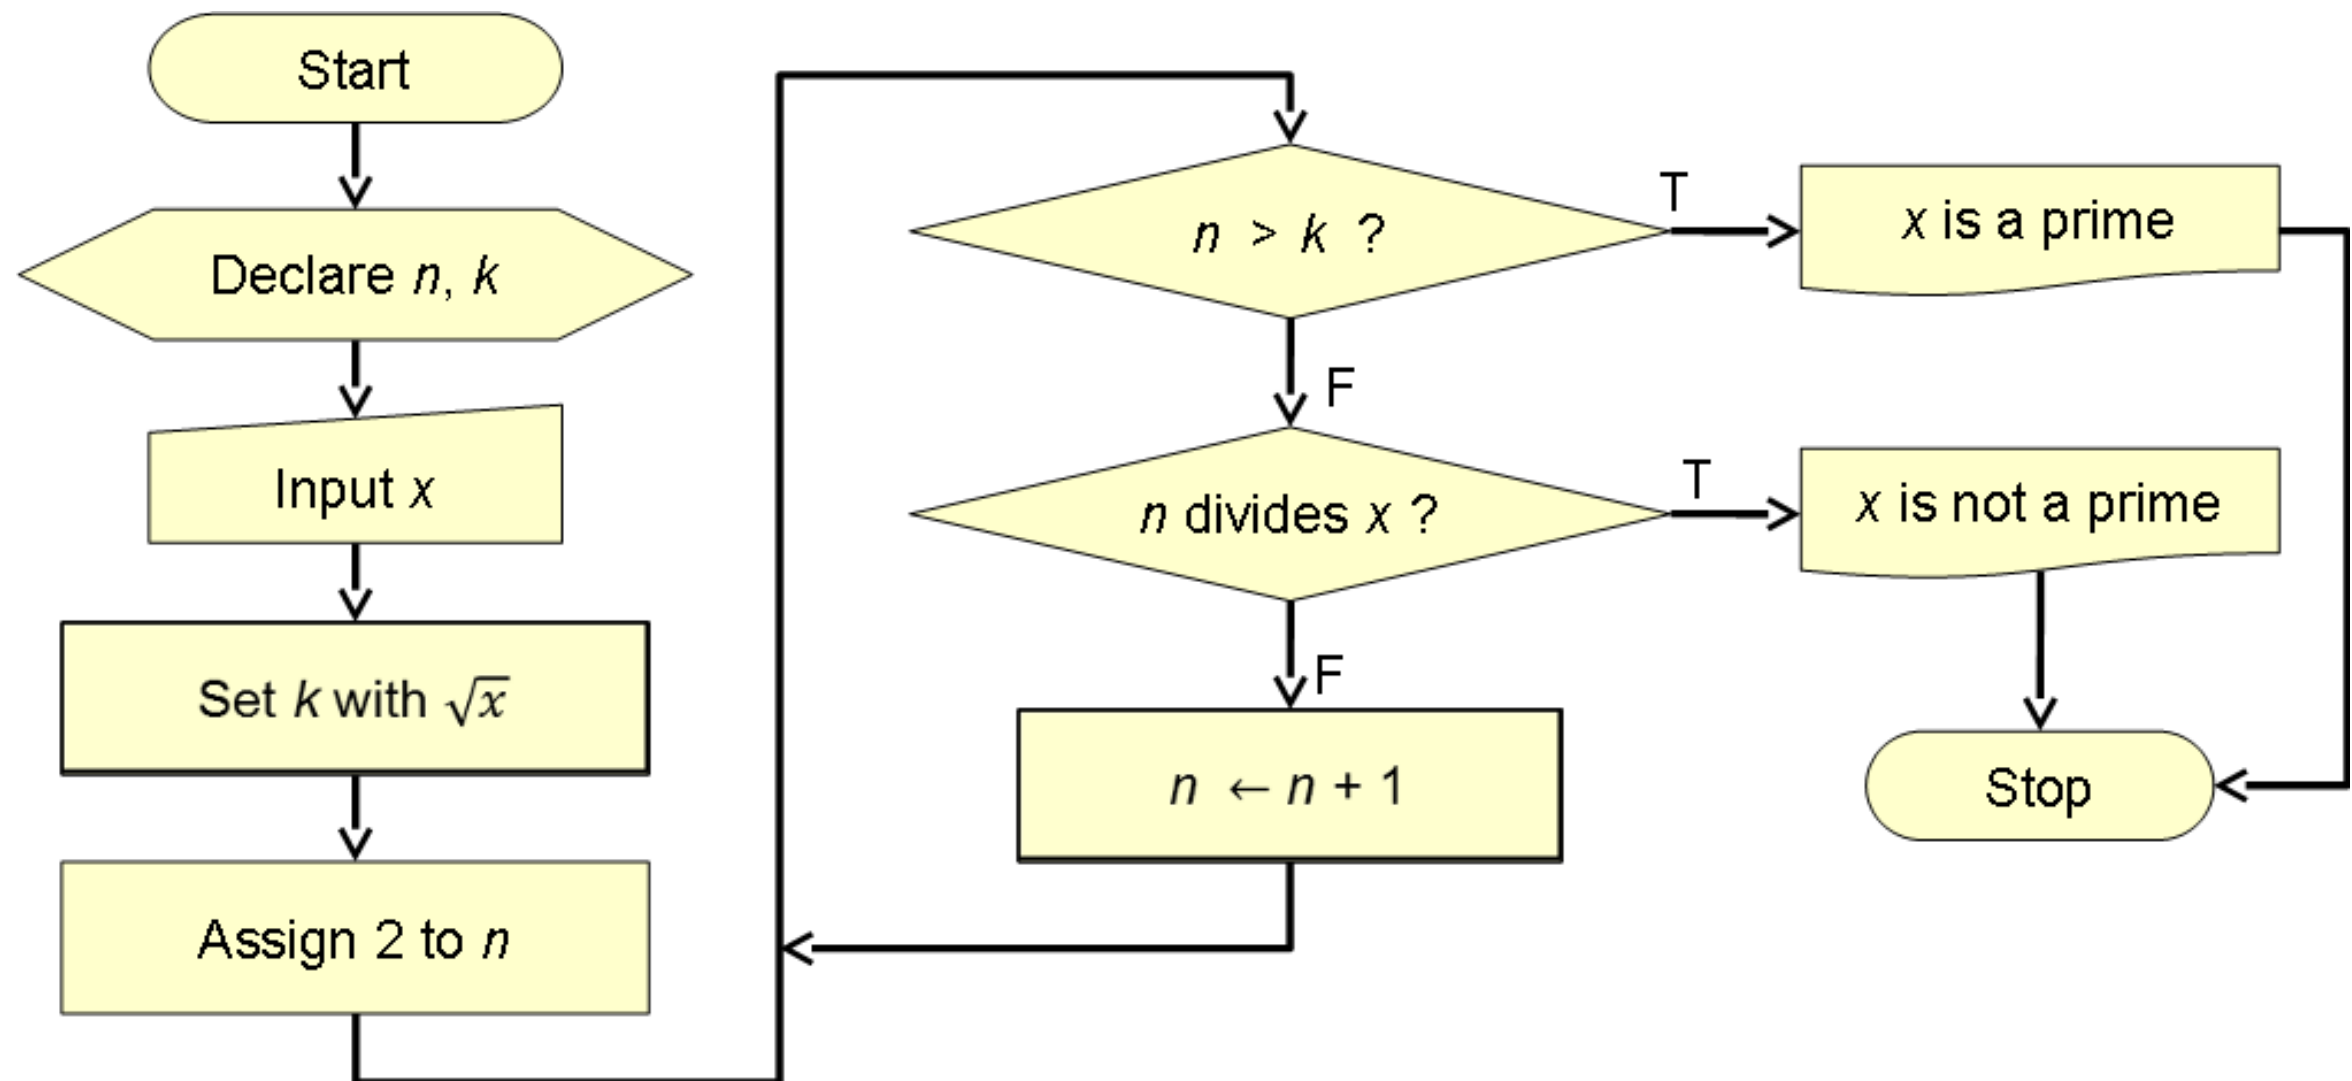 Start
Declare n, k
Input x
Set k with √x
Assign 2 to n
n > k ?
T
x is a prime
F
n divides x ?
T
x is not a prime
F
n ← n + 1
Stop